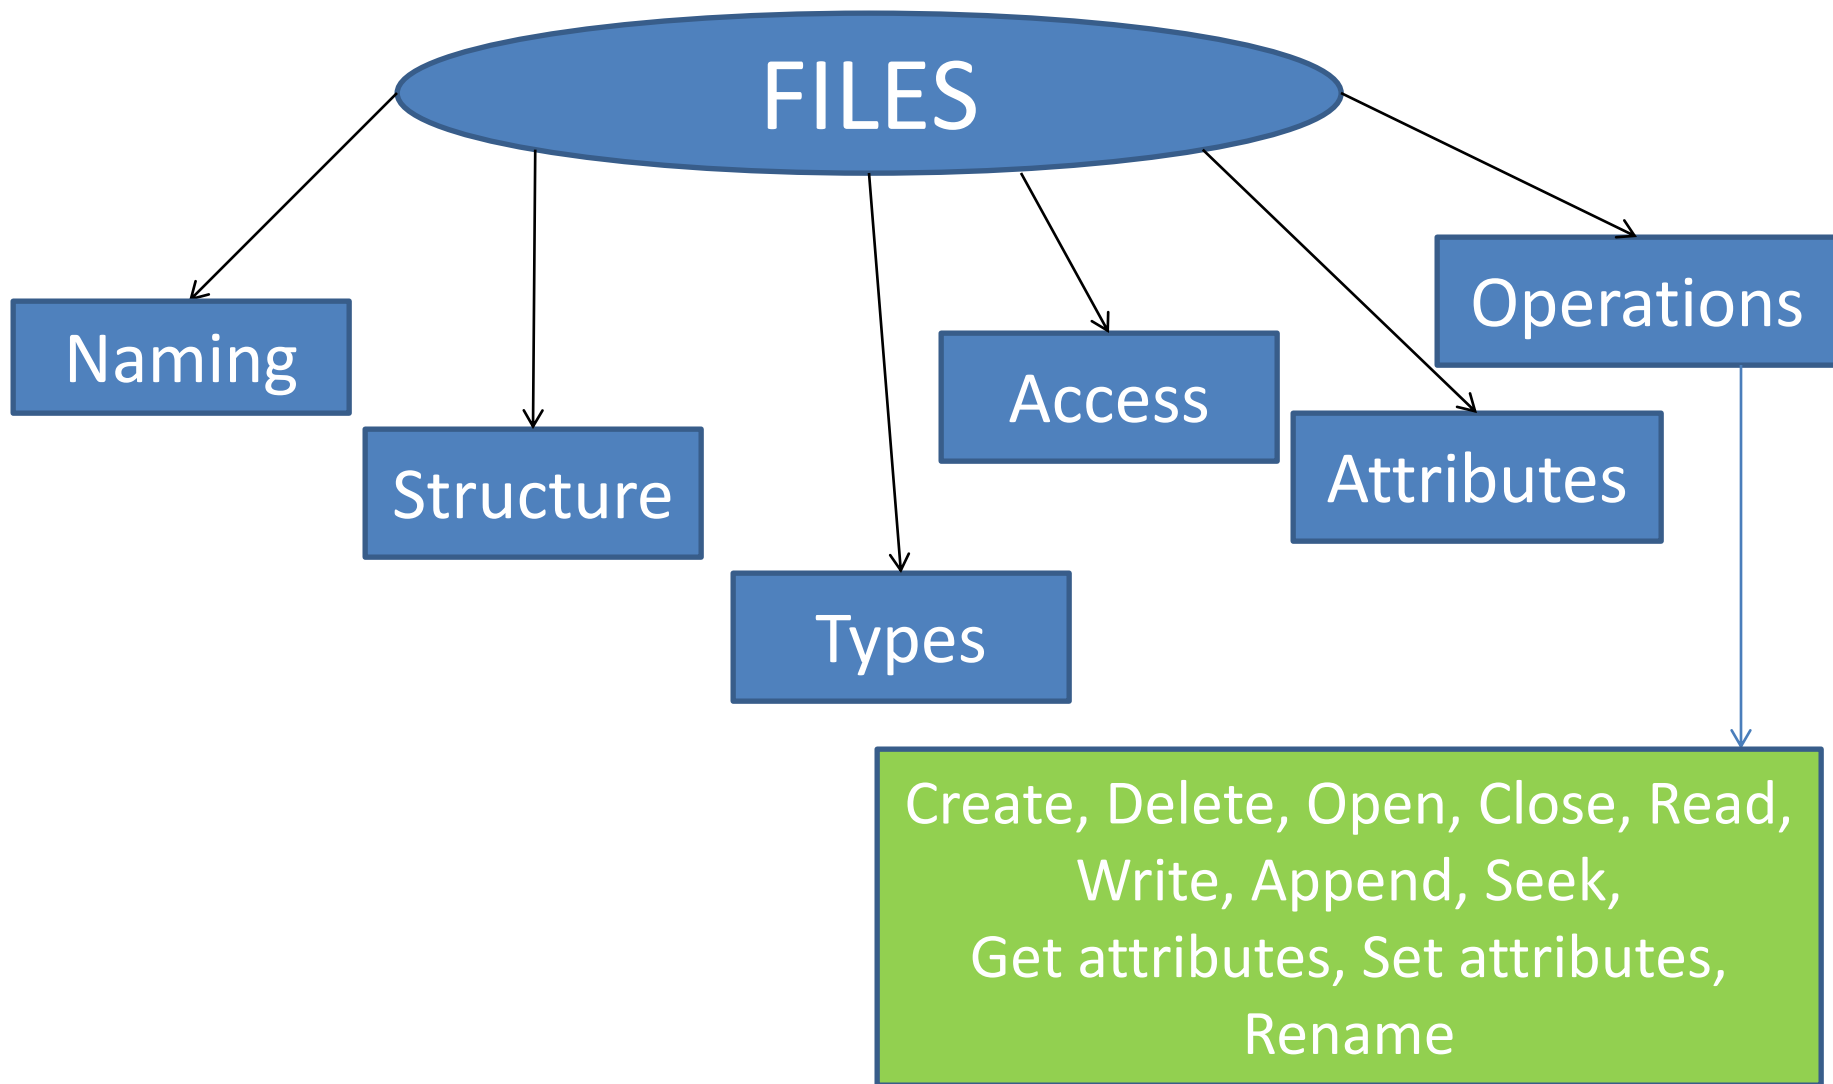 FILES
Naming
Structure
Types
Access
Attributes
Operations
Create, Delete, Open, Close, Read,
Write, Append, Seek,
Get attributes, Set attributes,
Rename